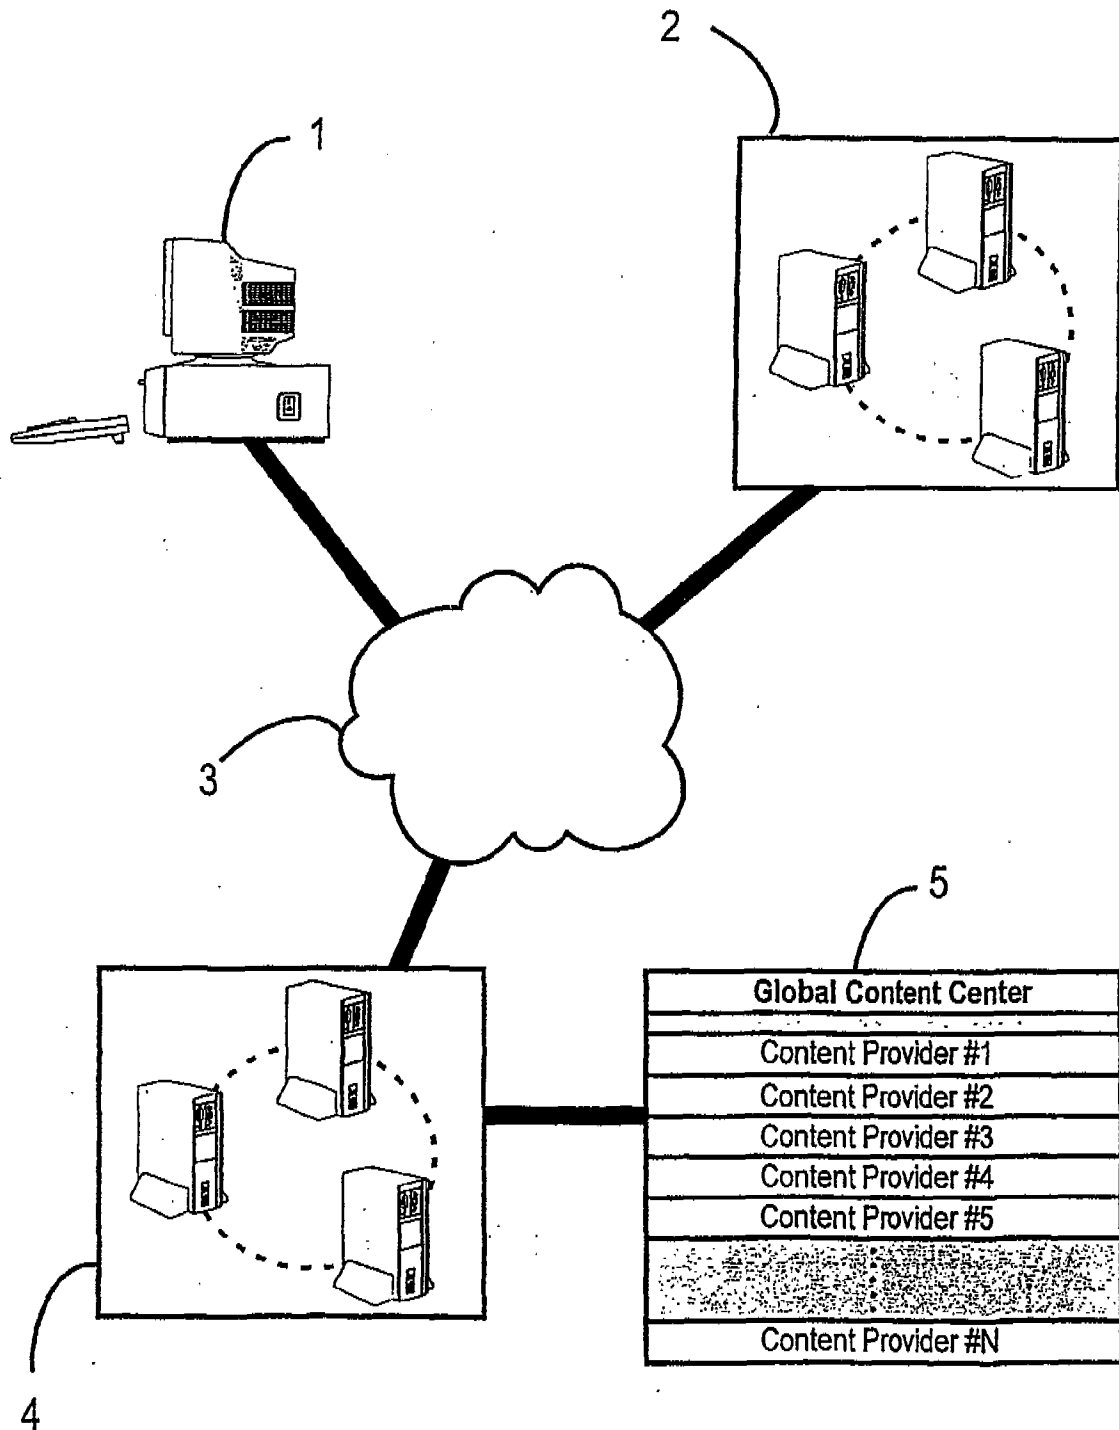 2
1
3
5
Global Content Center
Content Provider #1
Content Provider #2
Content Provider #3
Content Provider #4
Content Provider #5
Content Provider #N
4